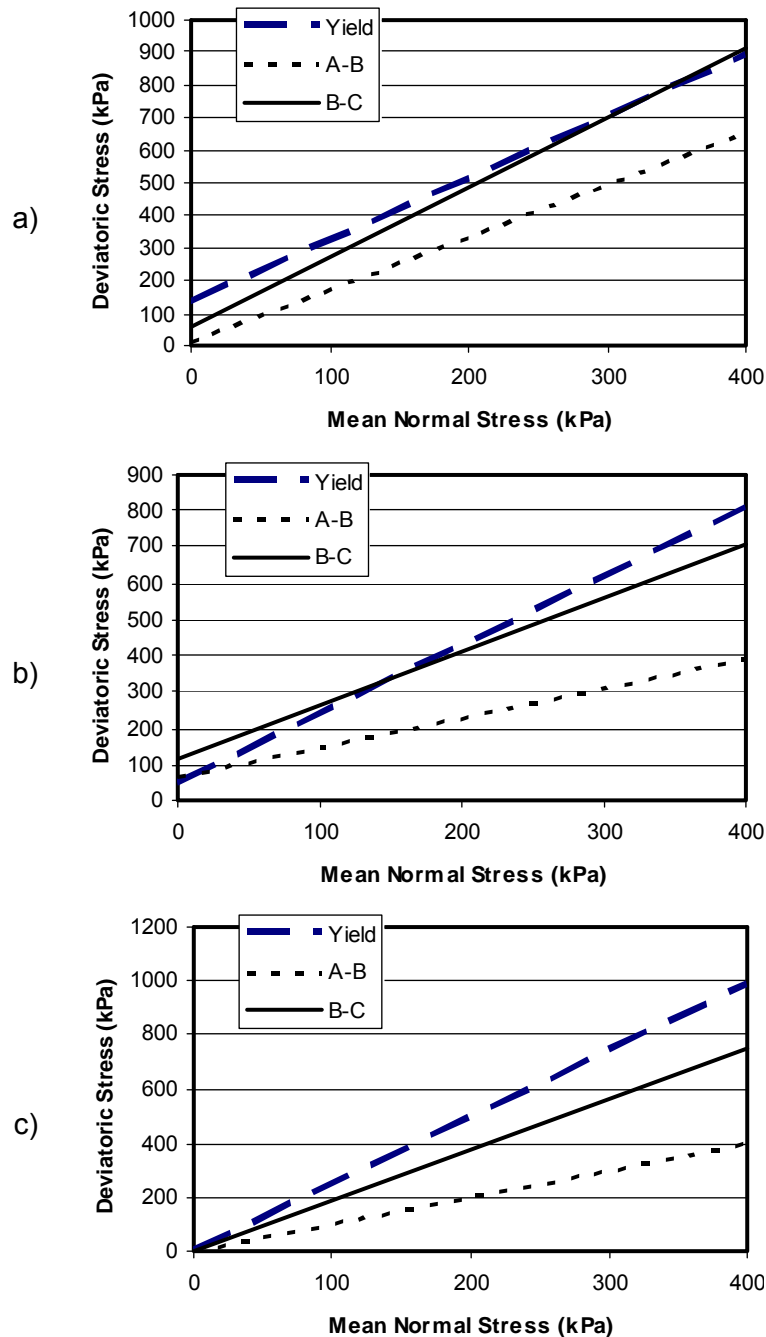 a)
Deviatoric Stress (kPa)
1000
900
800
700
600
500
400
300
200
100
0
Yield
A-B
B-C
0 100 200 300 400
Mean Normal Stress (kPa)
b)
Deviatoric Stress (kPa)
900
800
700
600
500
400
300
200
100
0
Yield
A-B
B-C
0 100 200 300 400
Mean Normal Stress (kPa)
c)
Deviatoric Stress (kPa)
1200
1000
800
600
400
200
0
Yield
A-B
B-C
0 100 200 300 400
Mean Normal Stress (kPa)